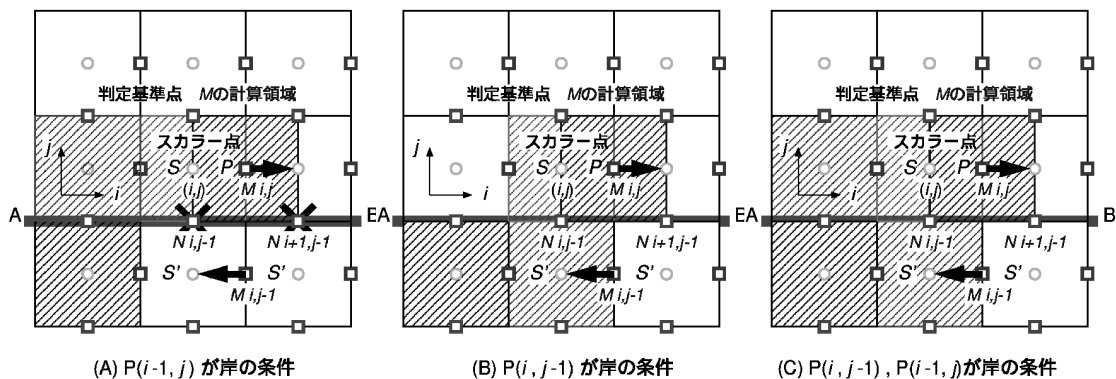 判定基準点 Mの計算領域
スカラー点
j
S
P
i
(i,j)
M i,j
A
N i,j-1
N i+1,j-1
S'
S'
M i,j-1
(A) P(i -1, j ) が岸の条件
判定基準点 Mの計算領域
スカラー点
j
S
P
i
(i,j)
M i,j
EA
N i,j-1
N i+1,j-1
S'
S'
M i,j-1
(B) P(i , j-1) が岸の条件
判定基準点 Mの計算領域
スカラー点
j
S
P
i
(i,j)
M i,j
EA
B
N i,j-1
N i+1,j-1
S'
S'
M i,j-1
(C) P(i , j-1) , P(i-1, j)が岸の条件